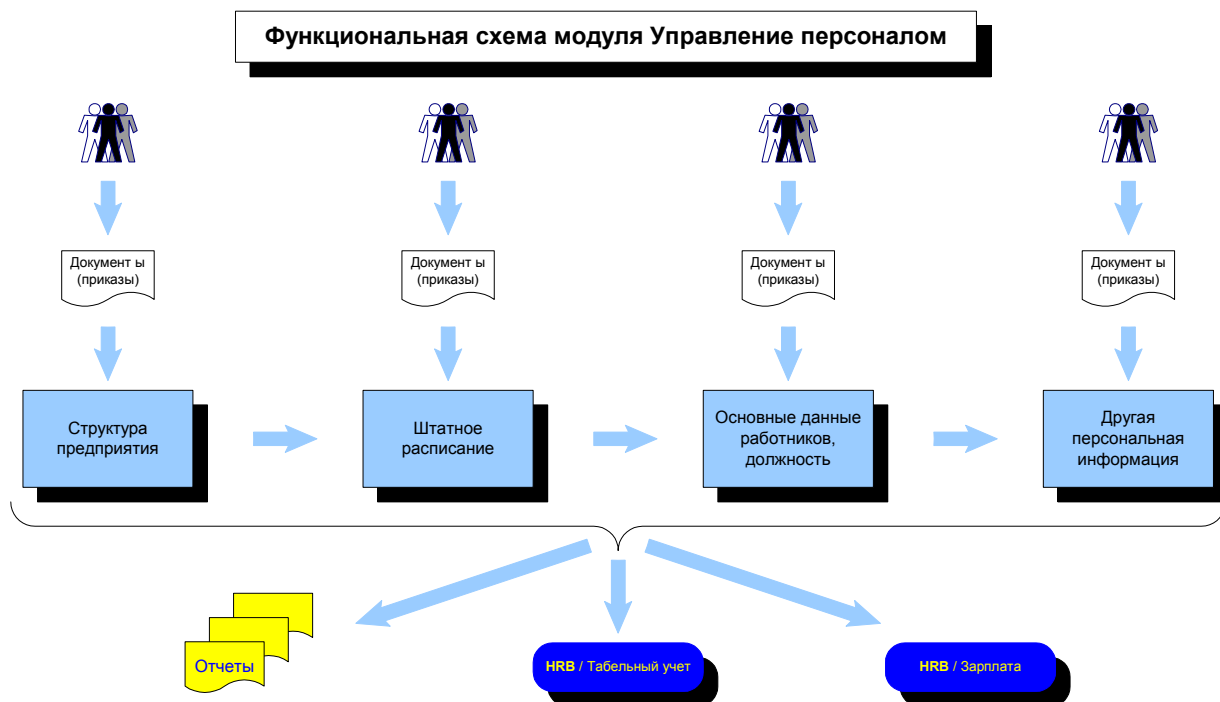 Функциональная схема модуля Управление персоналом
Документ ы
(приказы)
Документ ы
(приказы)
Документ ы
(приказы)
Документ ы
(приказы)
Структура
предприятия
Штатное
расписание
Основные данные
работников,
должность
Другая
персональная
информация
Отчеты
HRB / Табельный учет
HRB / Зарплата